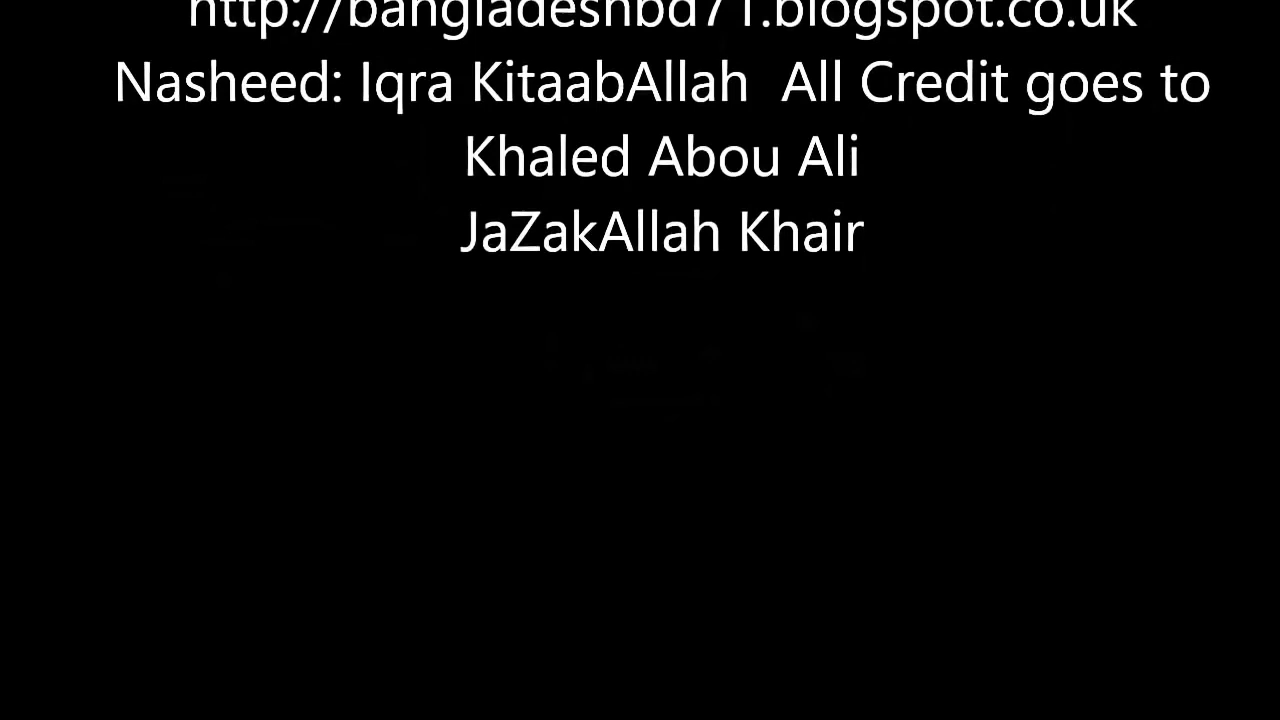 http://bangladeshbd71.blogspot.co.uk
Nasheed: Iqra KitaabAllah  All Credit goes to
Khaled Abou Ali
JaZakAllah Khair